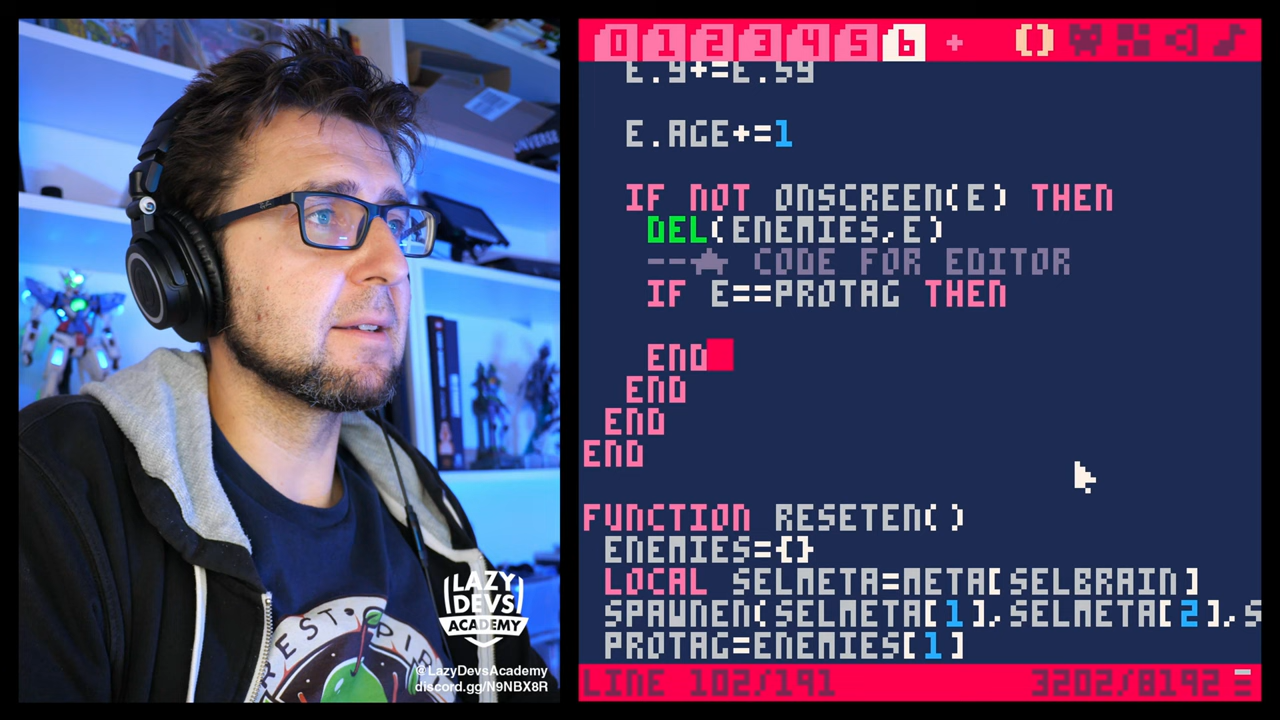 0 1 2 3 4 5 6 + ()
E.Y+=E.SY
E.AGE+=1
IF NOT ONSCREEN(E) THEN
DEL(ENEMIES,E)
-- CODE FOR EDITOR
IF E==PROTAG THEN
END
END
END
END
FUNCTION RESETEN()
ENEMIES={}
LOCAL SELMETA=META[SELBRAIN]
SPAWNEN(SELMETA[1],SELMETA[2],S
PROTAG=ENEMIES[1]
LINE 102/191 3202/8192
LAZY
DEVS
ACADEMY
@LazyDevsAcademy
discord.gg/N9NBX8R